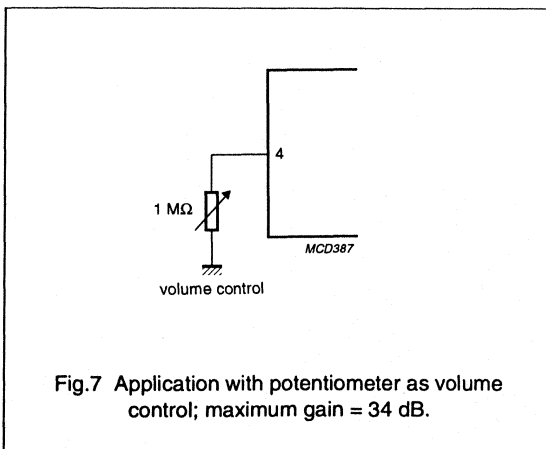 4
1 MΩ
MCD387
volume control
Fig.7 Application with potentiometer as volume
control; maximum gain = 34 dB.